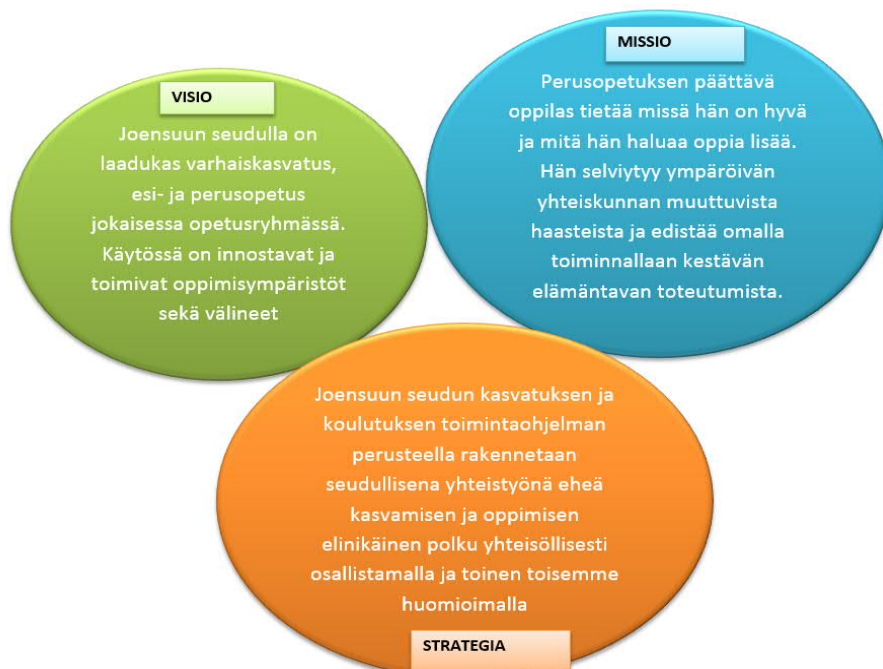 VISIO
Joensuun seudulla on
laadukas varhaiskasvatus,
esi- ja perusopetus
jokaisessa opetusryhmässä.
Käytössä on innostavat ja
toimivat oppimisympäristöt
sekä välineet
MISSIO
Perusopetuksen päättävä
oppilas tietää missä hän on hyvä
ja mitä hän haluaa oppia lisää.
Hän selviytyy ympäröivän
yhteiskunnan muuttuvista
haasteista ja edistää omalla
toiminnallaan kestävän
elämäntavan toteutumista.
Joensuun seudun kasvatuksen ja
koulutuksen toimintaohjelman
perusteella rakennetaan
seudullisena yhteistyönä eheä
kasvamisen ja oppimisen
elinikäinen polku yhteisöllisesti
osallistamalla ja toinen toisemme
huomioimalla
STRATEGIA